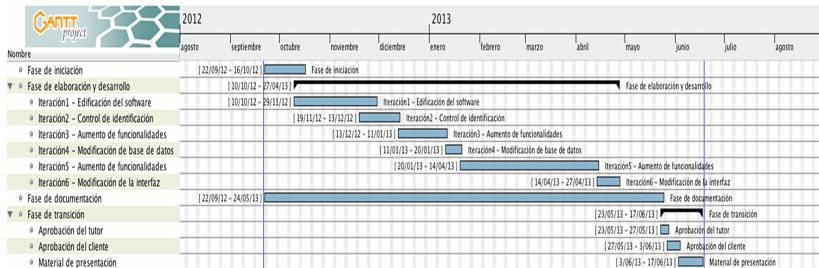 GANTT
project
2012
2013
agosto septiembre octubre noviembre diciembre enero febrero marzo abril mayo junio julio agosto
Nombre
Fase de iniciación [22/09/12 - 16/10/12] Fase de iniciación
Fase de elaboración y desarrollo [10/10/12 - 27/04/13] Fase de elaboración y desarrollo
Iteración1 - Edificación del software [10/10/12 - 29/11/12] Iteración1 - Edificación del software
Iteración2 - Control de identificación [19/11/12 - 13/12/12] Iteración2 - Control de identificación
Iteración3 - Aumento de funcionalidades [13/12/12 - 11/01/13] Iteración3 - Aumento de funcionalidades
Iteración4 - Modificación de base de datos [11/01/13 - 20/01/13] Iteración4 - Modificación de base de datos
Iteración5 - Aumento de funcionalidades [20/01/13 - 14/04/13] Iteración5 - Aumento de funcionalidades
Iteración6 - Modificación de la interfaz [14/04/13 - 27/04/13] Iteración6 - Modificación de la interfaz
Fase de documentación [22/09/12 - 24/05/13] Fase de documentación
Fase de transición [23/05/13 - 17/06/13] Fase de transición
Aprobación del tutor [23/05/13 - 27/05/13] Aprobación del tutor
Aprobación del cliente [27/05/13 - 3/06/13] Aprobación del cliente
Material de presentación [3/06/13 - 17/06/13] Material de presentación